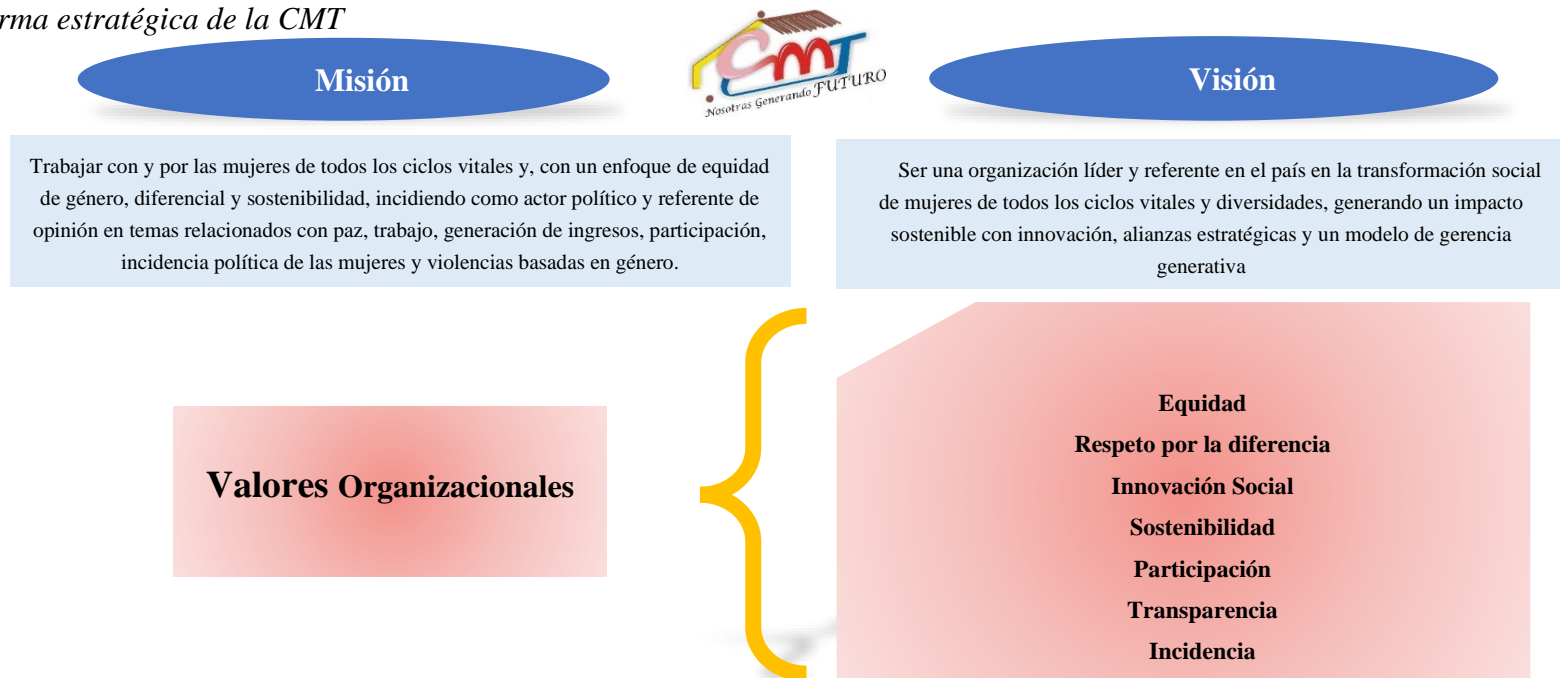 rma estratégica de la CMT
Misión
CMT
Nosotras Generando FUTURO
Visión
Trabajar con y por las mujeres de todos los ciclos vitales y, con un enfoque de equidad
de género, diferencial y sostenibilidad, incidiendo como actor político y referente de
opinión en temas relacionados con paz, trabajo, generación de ingresos, participación,
incidencia política de las mujeres y violencias basadas en género.
Ser una organización líder y referente en el país en la transformación social
de mujeres de todos los ciclos vitales y diversidades, generando un impacto
sostenible con innovación, alianzas estratégicas y un modelo de gerencia
generativa
Valores Organizacionales
Equidad
Respeto por la diferencia
Innovación Social
Sostenibilidad
Participación
Transparencia
Incidencia